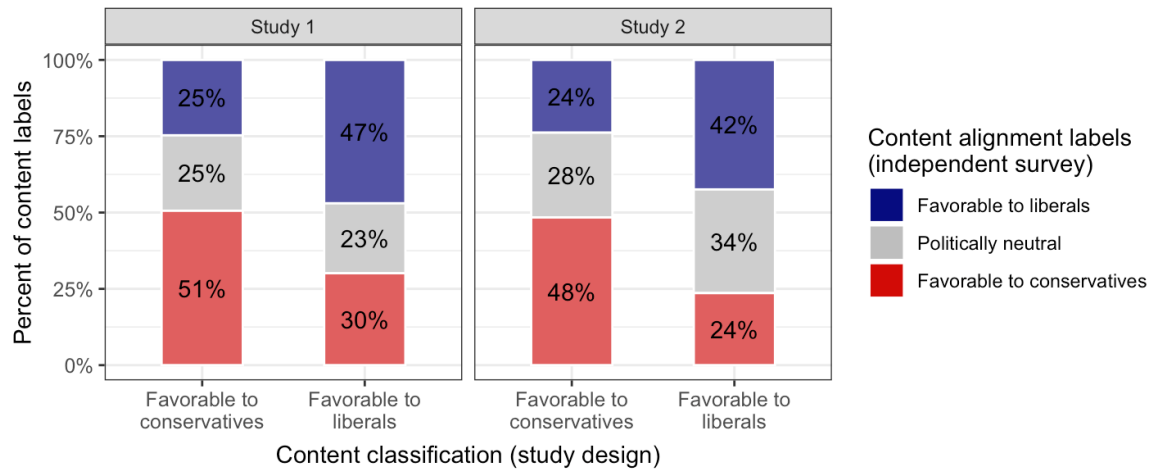 Study 1
Study 2
Percent of content labels
100%
75%
50%
25%
0%
25%
25%
51%
47%
23%
30%
24%
28%
48%
42%
34%
24%
Favorable to
conservatives
Favorable to
liberals
Favorable to
conservatives
Favorable to
liberals
Content classification (study design)
Content alignment labels
(independent survey)
Favorable to liberals
Politically neutral
Favorable to conservatives